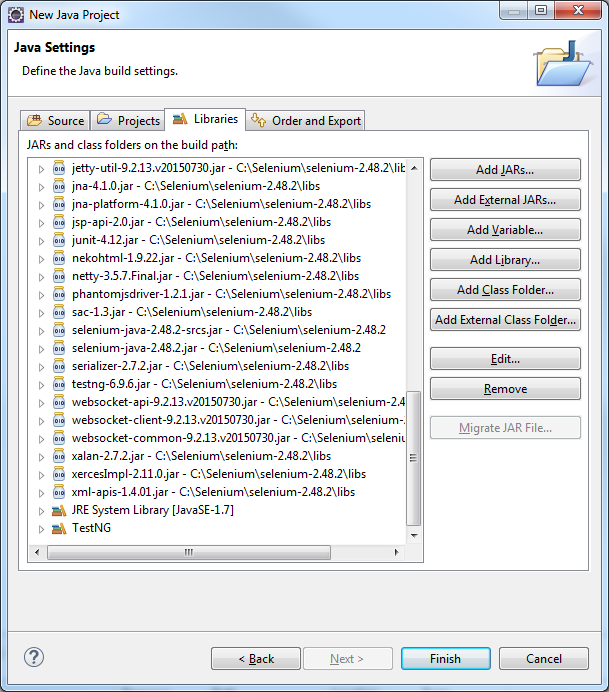 New Java Project
Java Settings
Define the Java build settings.
Source Projects Libraries Order and Export
JARs and class folders on the build path:
jetty-util-9.2.13.v20150730.jar - C:\Selenium\selenium-2.48.2\lib
jna-4.1.0.jar - C:\Selenium\selenium-2.48.2\libs
jna-platform-4.1.0.jar - C:\Selenium\selenium-2.48.2\libs
jsp-api-2.0.jar - C:\Selenium\selenium-2.48.2\libs
junit-4.12.jar - C:\Selenium\selenium-2.48.2\libs
nekohtml-1.9.22.jar - C:\Selenium\selenium-2.48.2\libs
netty-3.5.7.Final.jar - C:\Selenium\selenium-2.48.2\libs
phantomjsdriver-1.2.1.jar - C:\Selenium\selenium-2.48.2\libs
sac-1.3.jar - C:\Selenium\selenium-2.48.2\libs
selenium-java-2.48.2-srcs.jar - C:\Selenium\selenium-2.48.2
selenium-java-2.48.2.jar - C:\Selenium\selenium-2.48.2
serializer-2.7.2.jar - C:\Selenium\selenium-2.48.2\libs
testng-6.9.6.jar - C:\Selenium\selenium-2.48.2\libs
websocket-api-9.2.13.v20150730.jar - C:\Selenium\selenium-2.48.2
websocket-client-9.2.13.v20150730.jar - C:\Selenium\selenium-2.48
websocket-common-9.2.13.v20150730.jar - C:\Selenium\selenium
xalan-2.7.2.jar - C:\Selenium\selenium-2.48.2\libs
xercesImpl-2.11.0.jar - C:\Selenium\selenium-2.48.2\libs
xml-apis-1.4.01.jar - C:\Selenium\selenium-2.48.2\libs
JRE System Library [JavaSE-1.7]
TestNG
Add JARs...
Add External JARs...
Add Variable...
Add Library...
Add Class Folder...
Add External Class Folder...
Edit...
Remove
Migrate JAR File...
? < Back Next > Finish Cancel